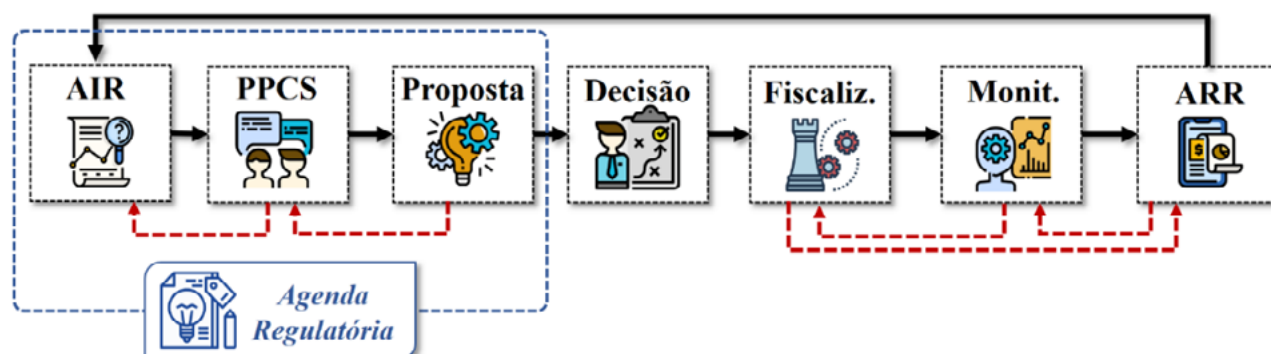 AIR
PPCS
Proposta
Decisão
Fiscaliz.
Monit.
ARR
Agenda
Regulatória